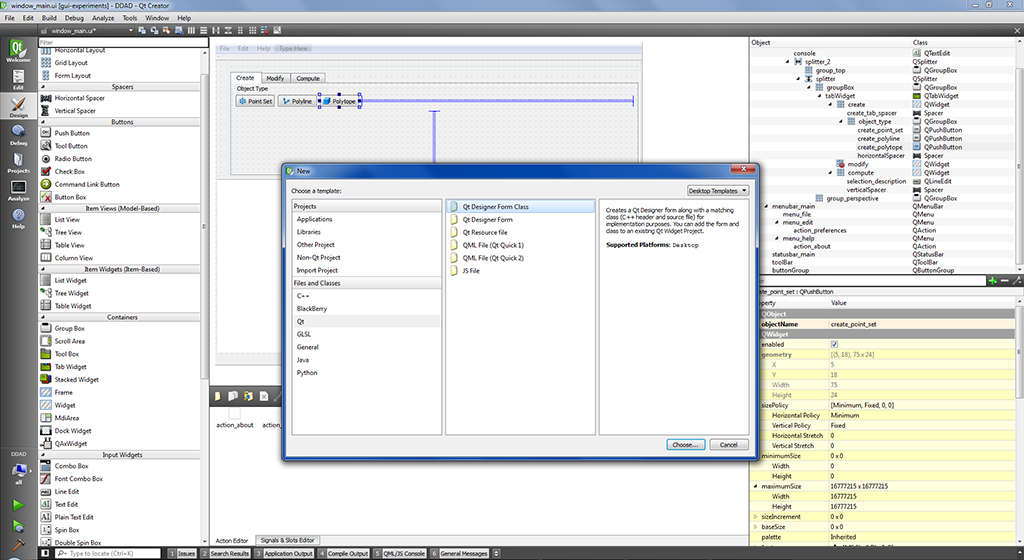 window_main.ui [gui-experiments] - DDAD - Qt Creator
File Edit Build Debug Analyze Tools Window Help
window_main.ui*
Welcome
Edit
Design
Debug
Projects
Analyze
Help
DDAD
all
Filter
Horizontal Layout
Grid Layout
Form Layout
Spacers
Horizontal Spacer
Vertical Spacer
Buttons
Push Button
Tool Button
Radio Button
Check Box
Command Link Button
Button Box
Item Views (Model-Based)
List View
Tree View
Table View
Column View
Item Widgets (Item-Based)
List Widget
Tree Widget
Table Widget
Containers
Group Box
Scroll Area
Tool Box
Tab Widget
Stacked Widget
Frame
Widget
MdiArea
Dock Widget
QAxWidget
Input Widgets
Combo Box
Font Combo Box
Line Edit
Text Edit
Plain Text Edit
Spin Box
Double Spin Box
File Edit Help Type Here
Create Modify Compute
Object Type
Point Set Polyline Polytope
New
Choose a template: Desktop Templates
Projects
Applications
Libraries
Other Project
Non-Qt Project
Import Project
Files and Classes
C++
BlackBerry
Qt
GLSL
General
Java
Python
Qt Designer Form Class
Qt Designer Form
Qt Resource file
QML File (Qt Quick 1)
QML File (Qt Quick 2)
JS File
Creates a Qt Designer form along with a matching
class (C++ header and source file) for
implementation purposes. You can add the form and
class to an existing Qt Widget Project.
Supported Platforms: Desktop
Choose... Cancel
action_about action_
Action Editor Signals & Slots Editor
Object Class
console QTextEdit
splitter_2 QSplitter
group_top QGroupBox
splitter QSplitter
groupBox QGroupBox
tabWidget QTabWidget
create QWidget
create_tab_spacer Spacer
object_type QGroupBox
create_point_set QPushButton
create_polyline QPushButton
create_polytope QPushButton
horizontalSpacer Spacer
modify QWidget
compute QWidget
selection_description QLineEdit
verticalSpacer Spacer
group_perspective QGroupBox
menubar_main QMenuBar
menu_file QMenu
menu_edit QMenu
action_preferences QAction
menu_help QMenu
action_about QAction
statusbar_main QStatusBar
toolBar QToolBar
buttonGroup QButtonGroup
ate_point_set : QPushButton
perty Value
QObject
objectName create_point_set
QWidget
enabled
geometry [(5, 18), 75 x 24]
X 5
Y 18
Width 75
Height 24
sizePolicy [Minimum, Fixed, 0, 0]
Horizontal Policy Minimum
Vertical Policy Fixed
Horizontal Stretch 0
Vertical Stretch 0
minimumSize 0 x 0
Width 0
Height 0
maximumSize 16777215 x 16777215
Width 16777215
Height 16777215
sizeIncrement 0 x 0
baseSize 0 x 0
palette Inherited
Type to locate (Ctrl+K) 1 Issues 2 Search Results 3 Application Output 4 Compile Output 5 QML/JS Console 6 General Messages